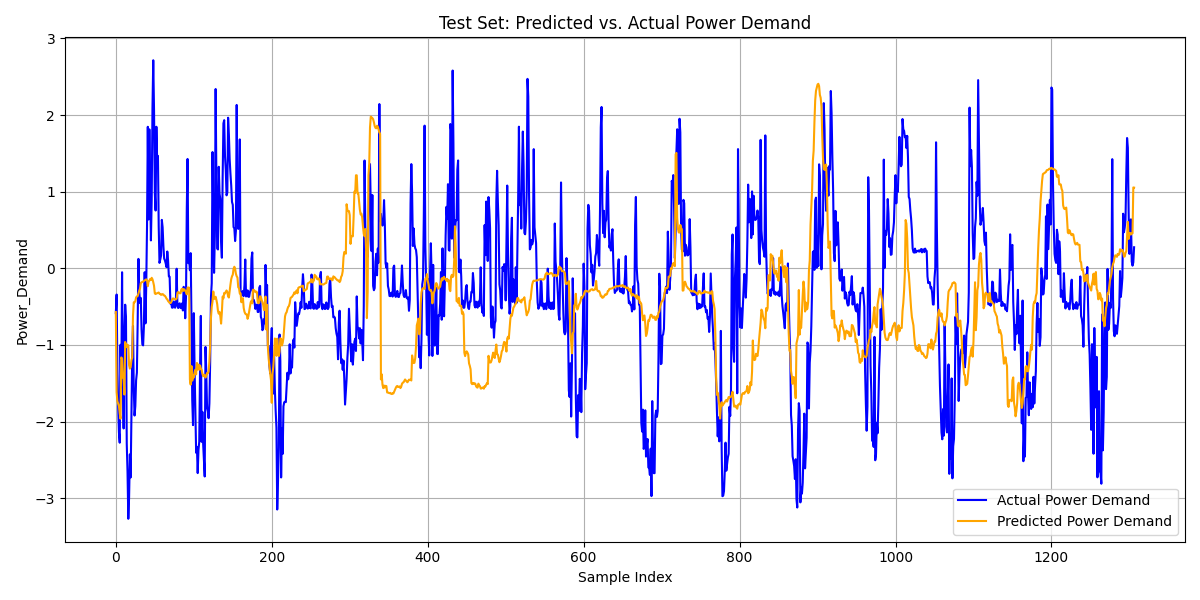 Test Set: Predicted vs. Actual Power Demand
3
2
1
0
−1
−2
−3
Power_Demand
0
200
400
600
800
1000
1200
Sample Index
Actual Power Demand
Predicted Power Demand